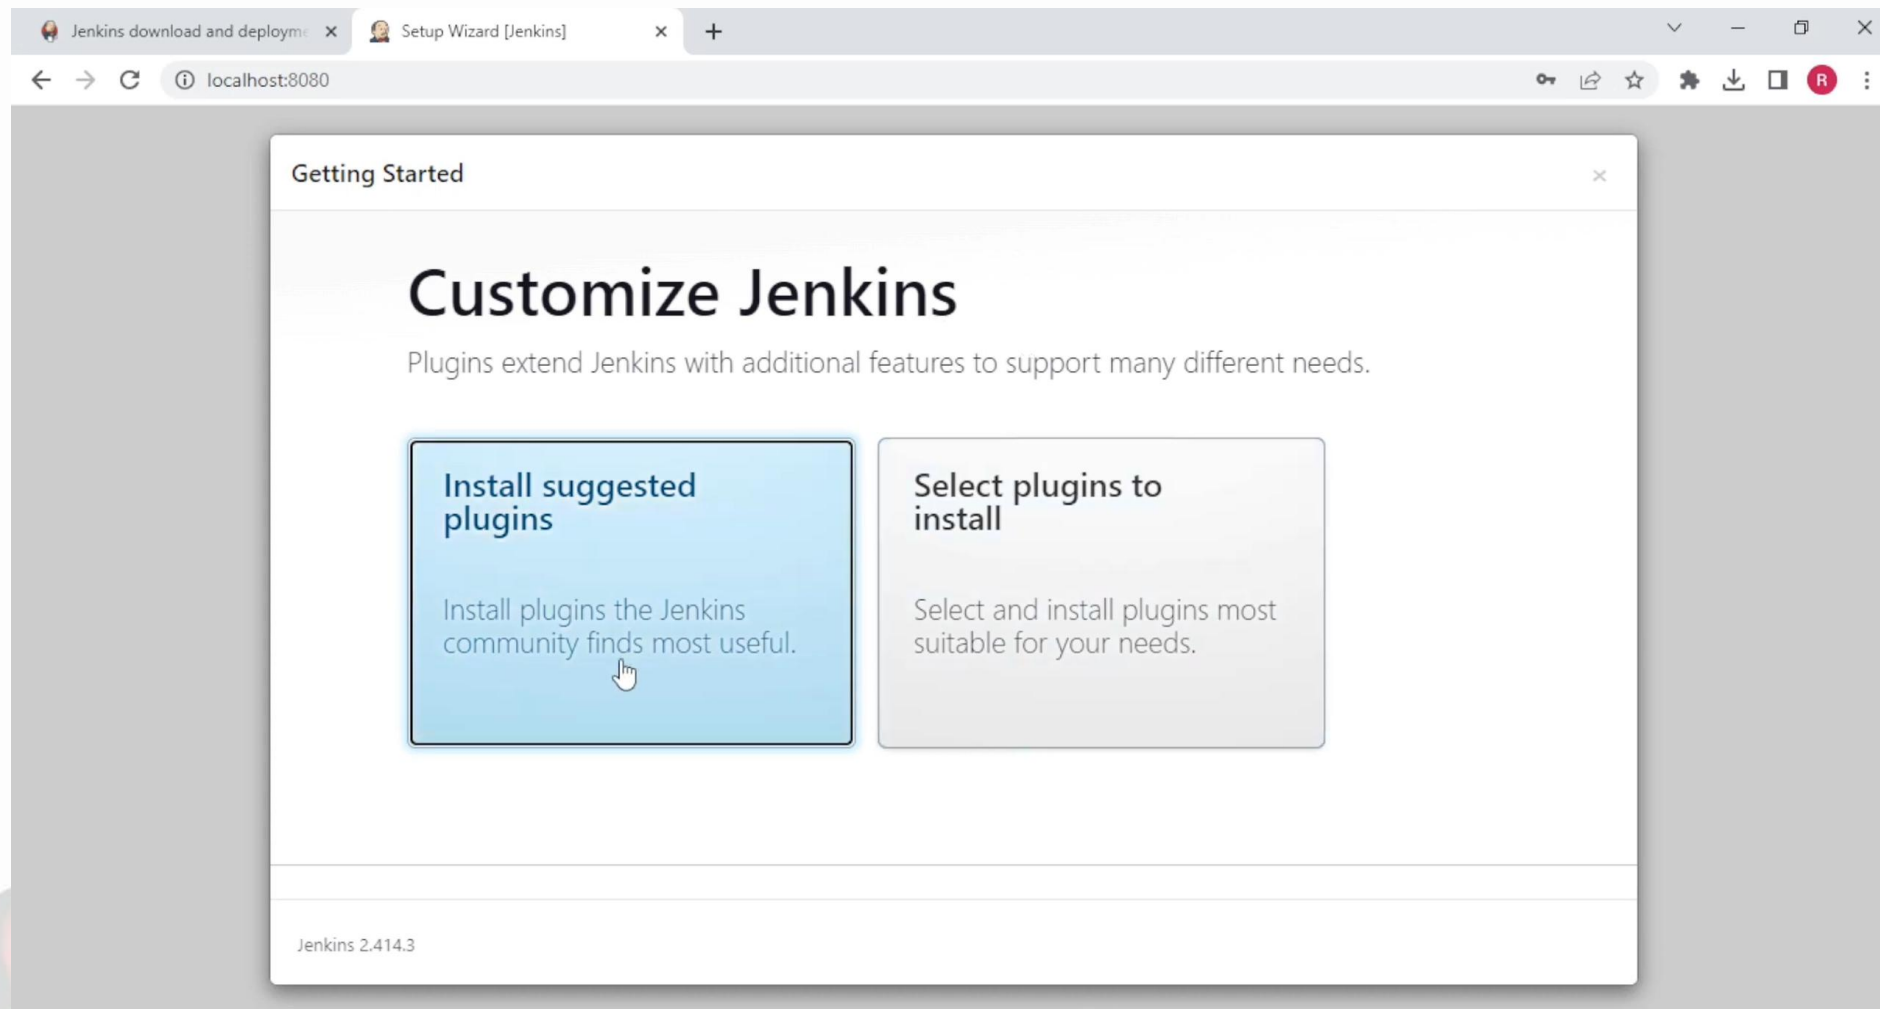 Jenkins download and deployme
Setup Wizard [Jenkins]
localhost:8080
R
Getting Started
Customize Jenkins
Plugins extend Jenkins with additional features to support many different needs.
Install suggested
plugins
Install plugins the Jenkins
community finds most useful.
Select plugins to
install
Select and install plugins most
suitable for your needs.
Jenkins 2.414.3